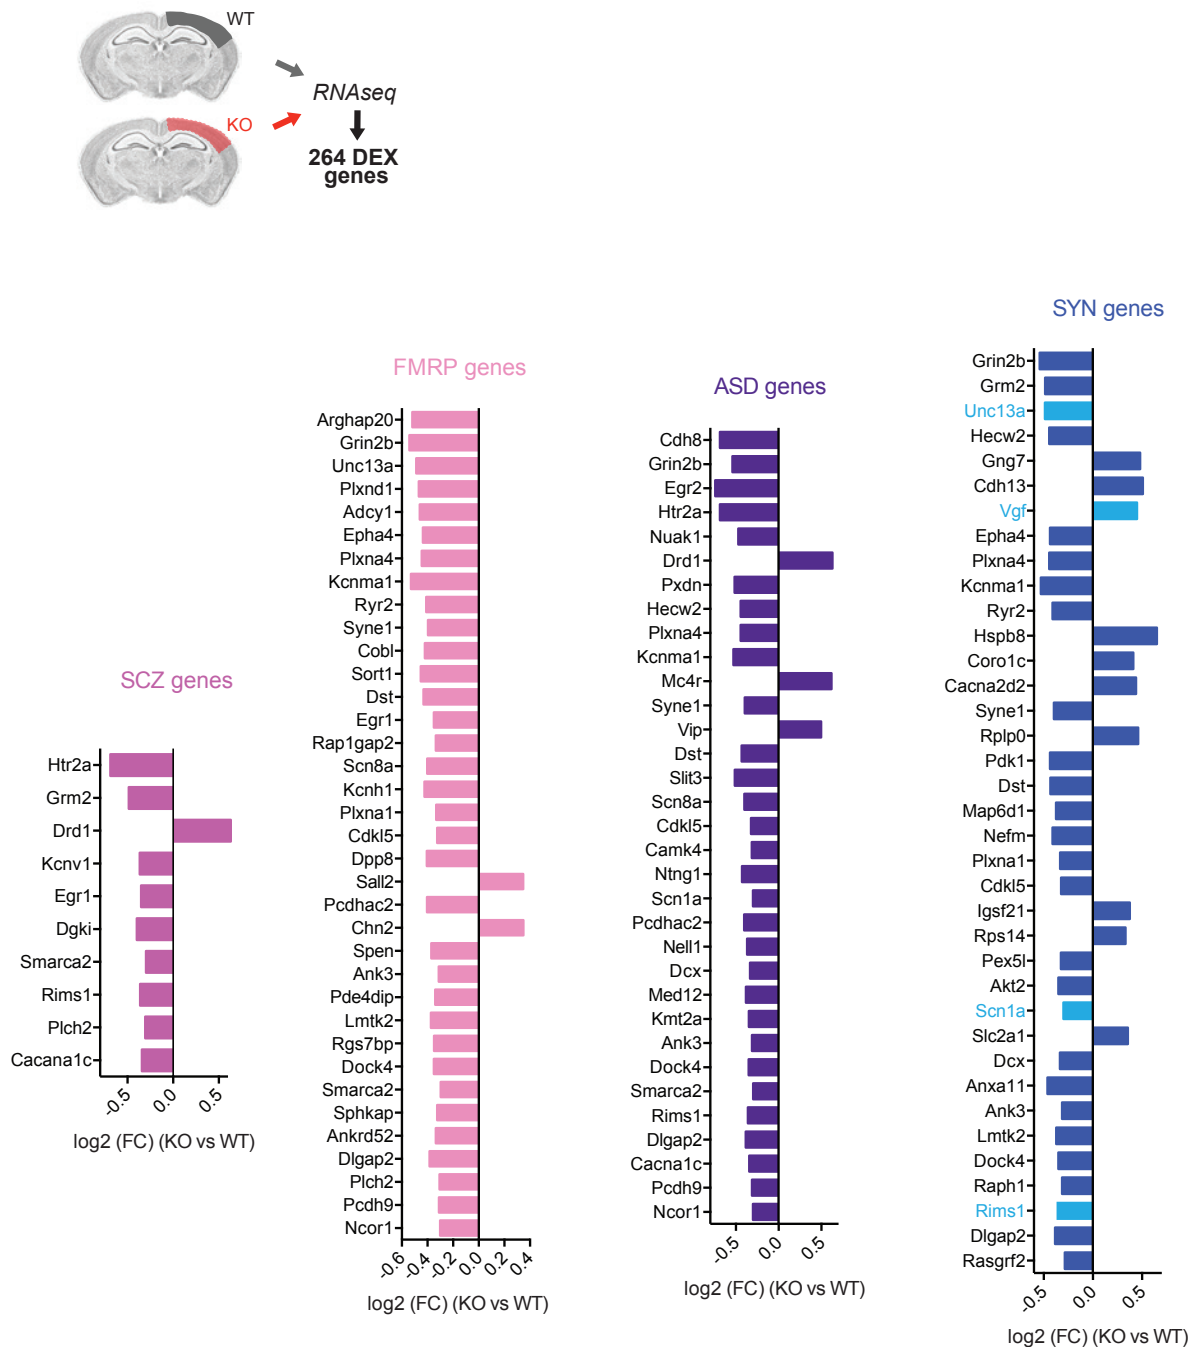 WT
KO
RNAseq
264 DEX
genes
SCZ genes
Htr2a
Grm2
Drd1
Kcnv1
Egr1
Dgki
Smarca2
Rims1
Plch2
Cacana1c
-0.5
0.0
0.5
log2 (FC) (KO vs WT)
FMRP genes
Arghap20
Grin2b
Unc13a
Plxnd1
Adcy1
Epha4
Plxna4
Kcnma1
Ryr2
Syne1
Cobl
Sort1
Dst
Egr1
Rap1gap2
Scn8a
Kcnh1
Plxna1
Cdkl5
Dpp8
Sall2
Pcdhac2
Chn2
Spen
Ank3
Pde4dip
Lmtk2
Rgs7bp
Dock4
Smarca2
Sphkap
Ankrd52
Dlgap2
Plch2
Pcdh9
Ncor1
-0.6
-0.4
-0.2
0.0
0.2
0.4
log2 (FC) (KO vs WT)
ASD genes
Cdh8
Grin2b
Egr2
Htr2a
Nuak1
Drd1
Pxdn
Hecw2
Plxna4
Kcnma1
Mc4r
Syne1
Vip
Dst
Slit3
Scn8a
Cdkl5
Camk4
Ntng1
Scn1a
Pcdhac2
Nell1
Dcx
Med12
Kmt2a
Ank3
Dock4
Smarca2
Rims1
Dlgap2
Cacna1c
Pcdh9
Ncor1
-0.5
0.0
0.5
log2 (FC) (KO vs WT)
SYN genes
Grin2b
Grm2
Unc13a
Hecw2
Gng7
Cdh13
Vgf
Epha4
Plxna4
Kcnma1
Ryr2
Hspb8
Coro1c
Cacna2d2
Syne1
Rplp0
Pdk1
Dst
Map6d1
Nefm
Plxna1
Cdkl5
Igsf21
Rps14
Pex5l
Akt2
Scn1a
Slc2a1
Dcx
Anxa11
Ank3
Lmtk2
Dock4
Raph1
Rims1
Dlgap2
Rasgrf2
-0.5
0.0
0.5
log2 (FC) (KO vs WT)